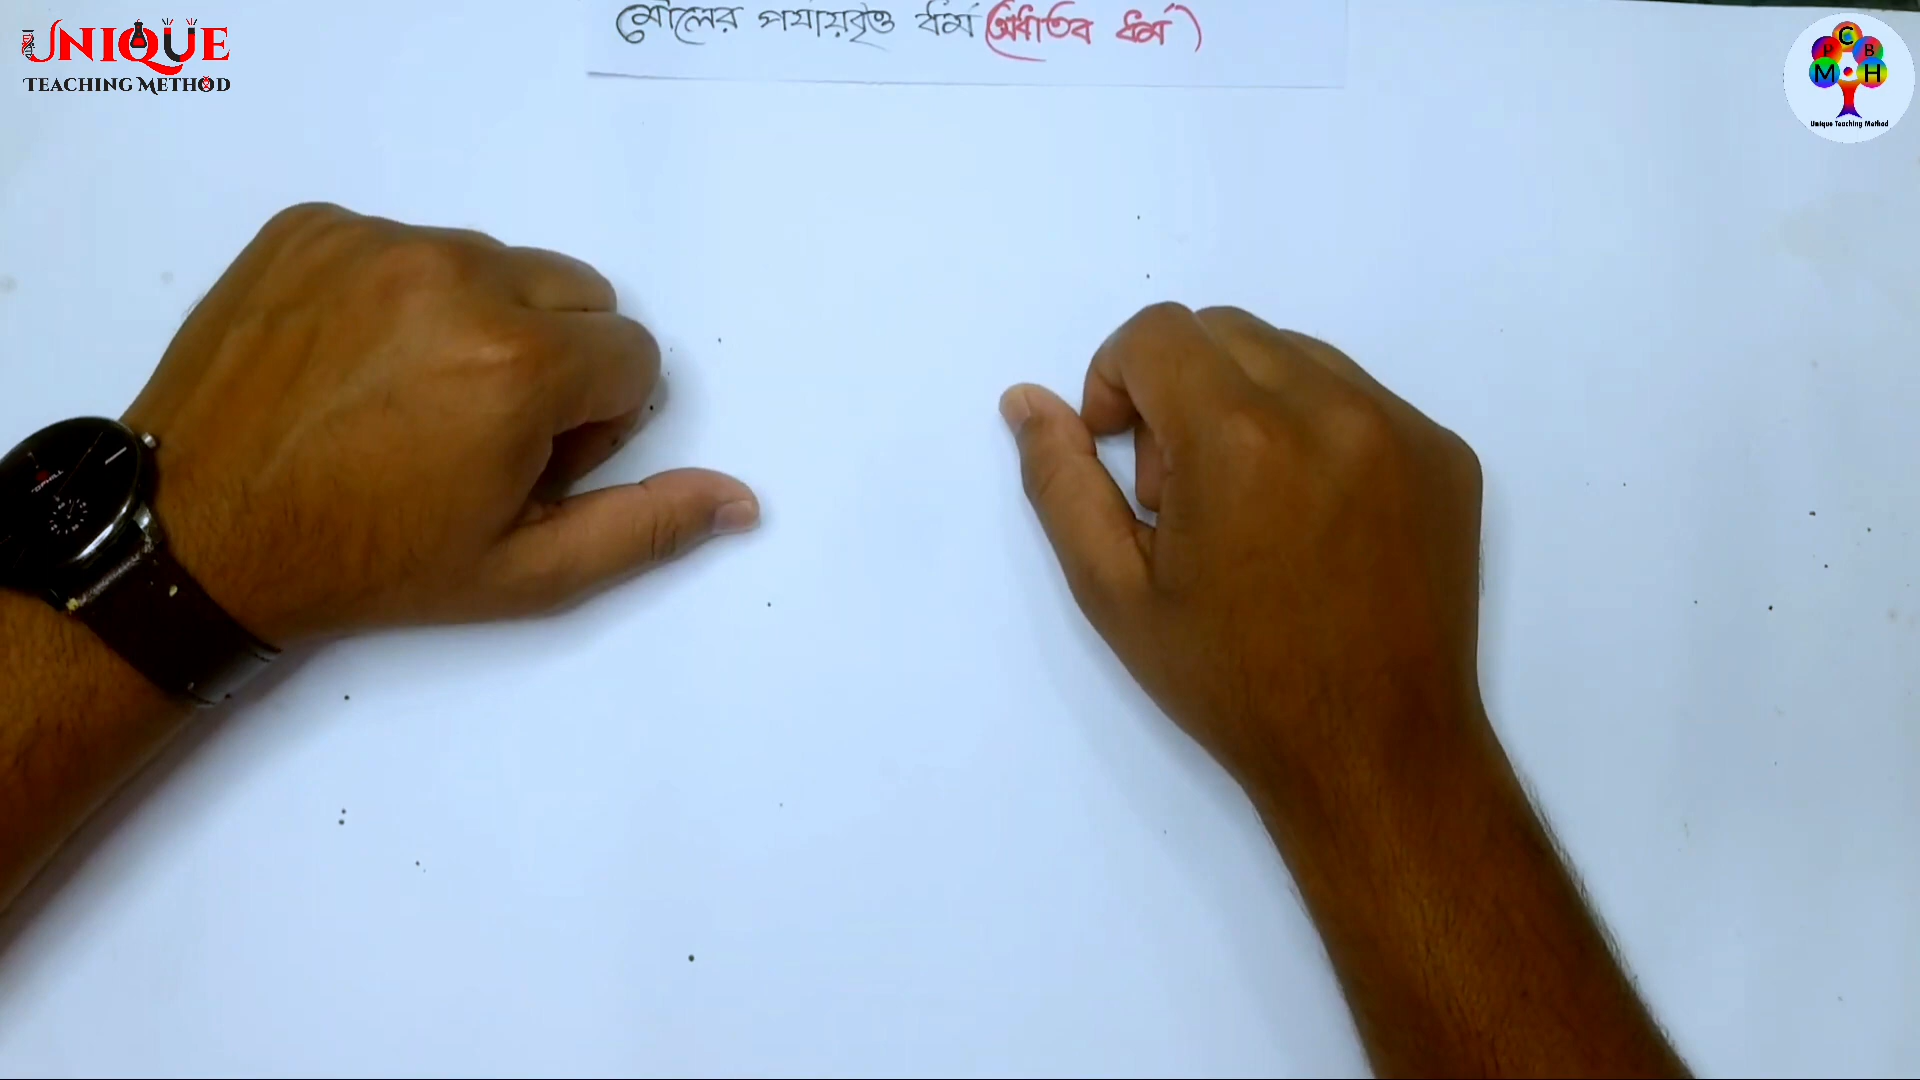 UNIQUE
TEACHING METHOD
মৌলের পর্যায়বৃত্ত ধর্ম (অধাতব ধর্ম)
C
P B
M H
Unique Teaching Method